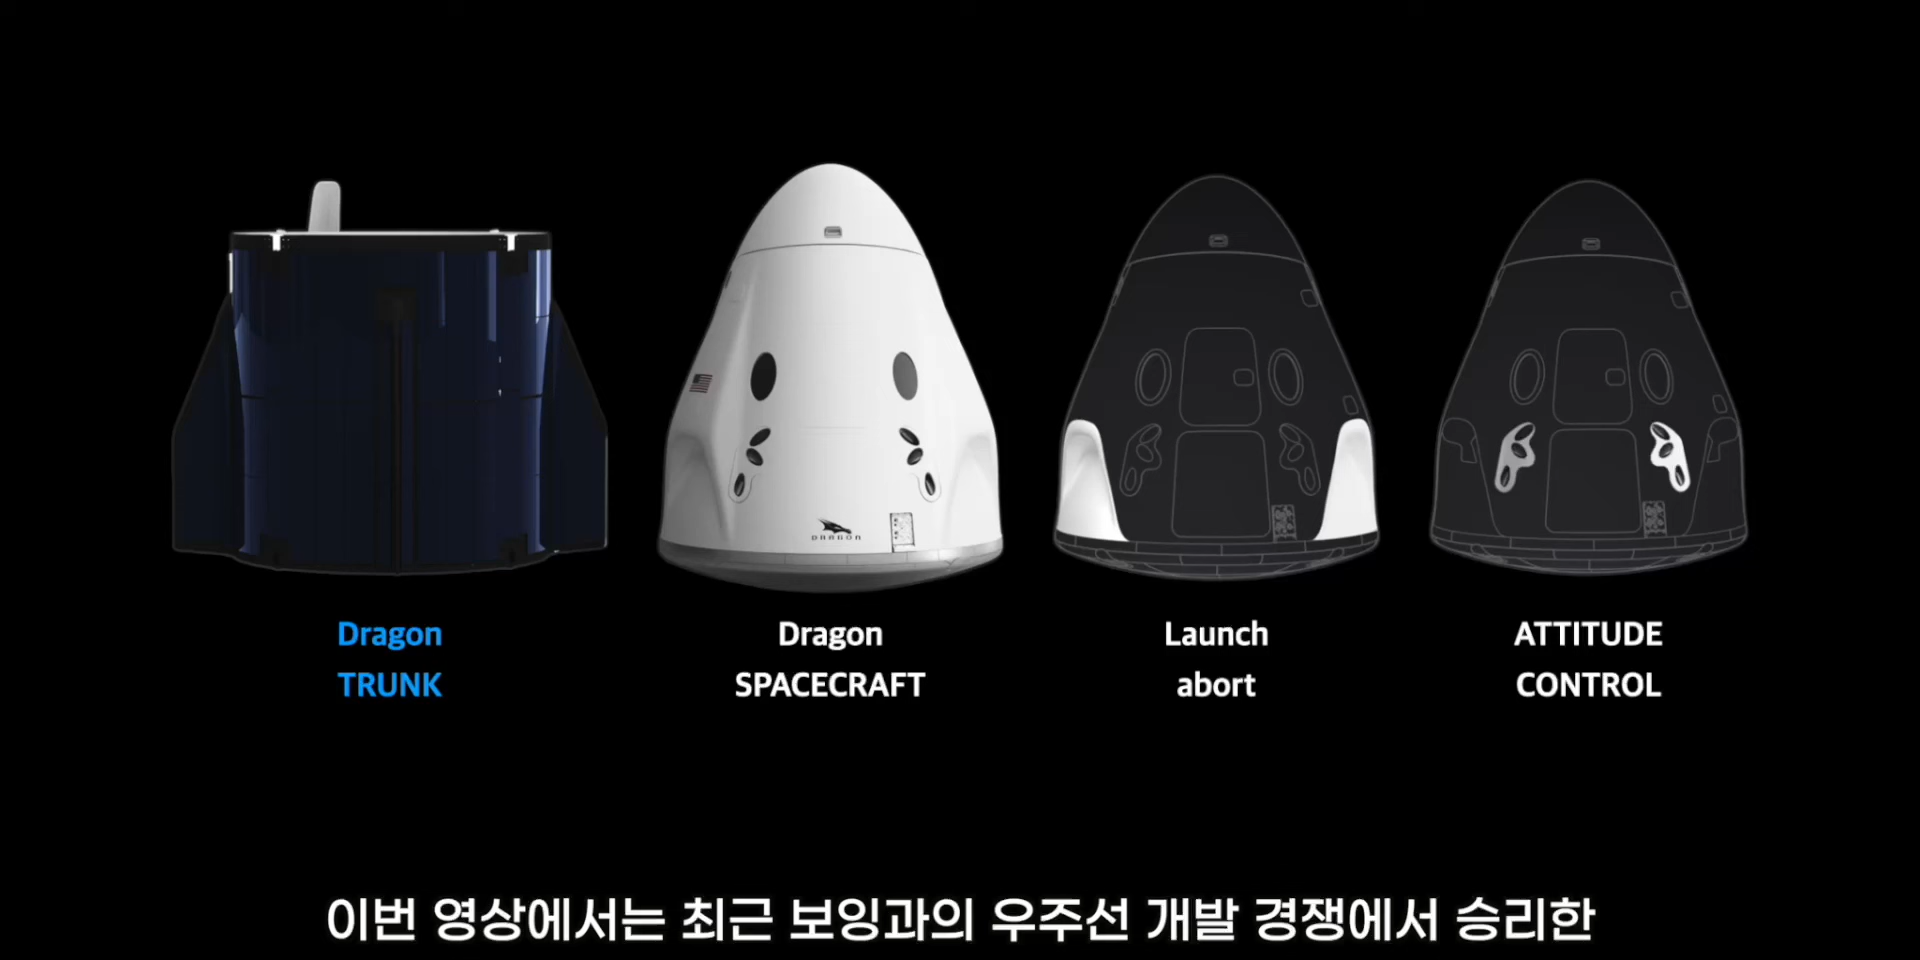 DRAGON
Dragon
TRUNK
Dragon
SPACECRAFT
Launch
abort
ATTITUDE
CONTROL
이번 영상에서는 최근 보잉과의 우주선 개발 경쟁에서 승리한